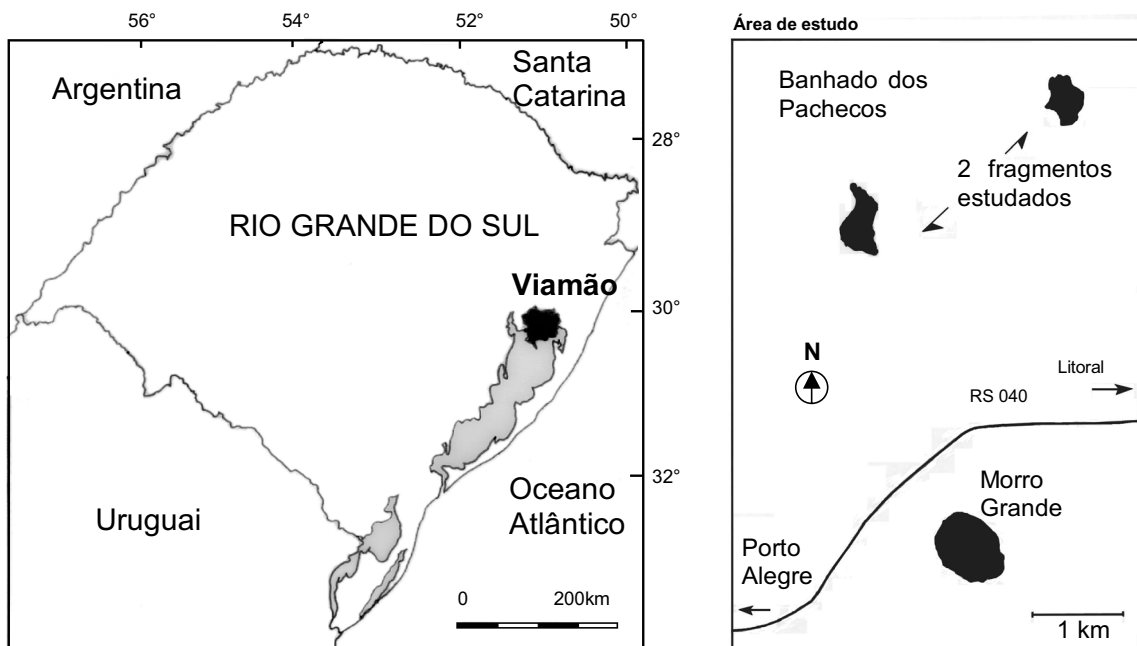 56°
54°
52°
50°
Argentina
Santa
Catarina
28°
RIO GRANDE DO SUL
Viamão
30°
32°
Uruguai
Oceano
Atlântico
0 200km
Área de estudo
Banhado dos
Pachecos
2 fragmentos
estudados
N
Litoral
RS 040
Morro
Grande
Porto
Alegre
1 km